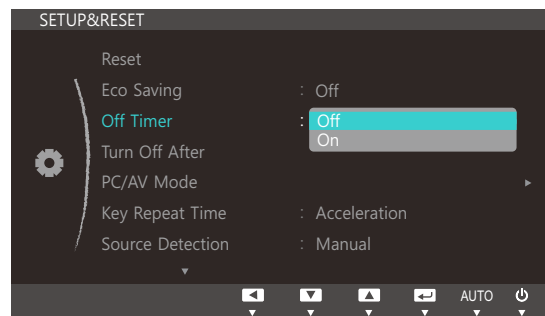 SETUP&RESET
Reset
Eco Saving : Off
Off Timer : Off
On
Turn Off After
PC/AV Mode
Key Repeat Time : Acceleration
Source Detection : Manual
AUTO